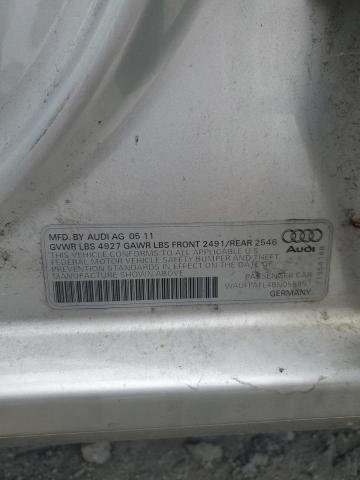 MFD. BY AUDI AG 05 11
GVWR LBS 4927 GAWR LBS FRONT 2491/REAR 2546
THIS VEHICLE CONFORMS TO ALL APPLICABLE U.S.
FEDERAL MOTOR VEHICLE SAFETY BUMPER AND THEFT
PREVENTION STANDARDS IN EFFECT ON THE DATE OF
MANUFACTURE SHOWN ABOVE.
Audi
PASSENGER CAR
GERMANY